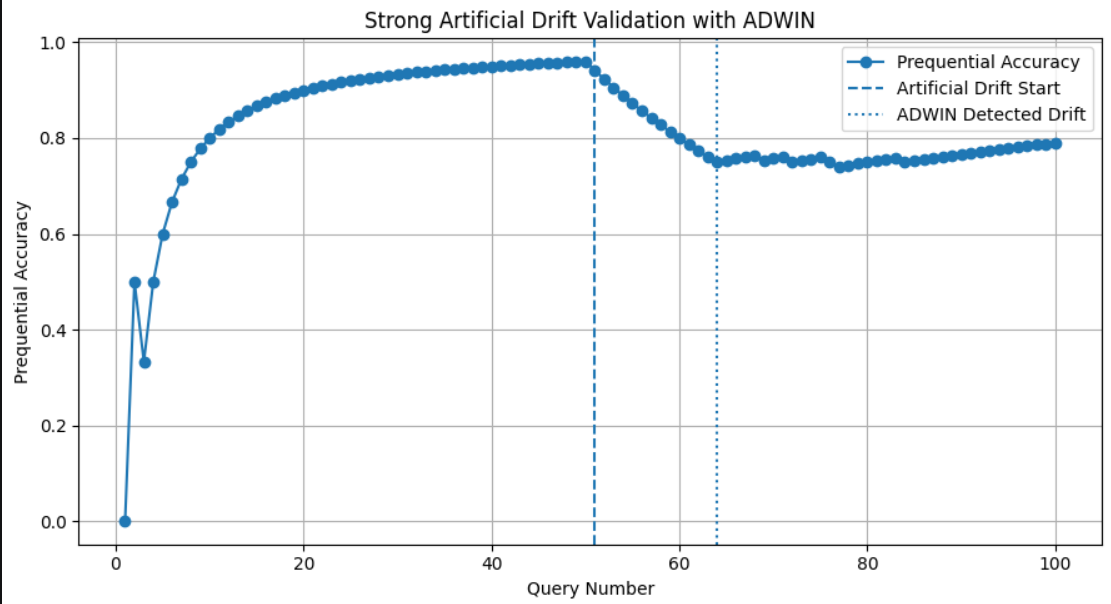 Strong Artificial Drift Validation with ADWIN
Prequential Accuracy
Artificial Drift Start
ADWIN Detected Drift
Prequential Accuracy
1.0
0.8
0.6
0.4
0.2
0.0
0 20 40 60 80 100
Query Number